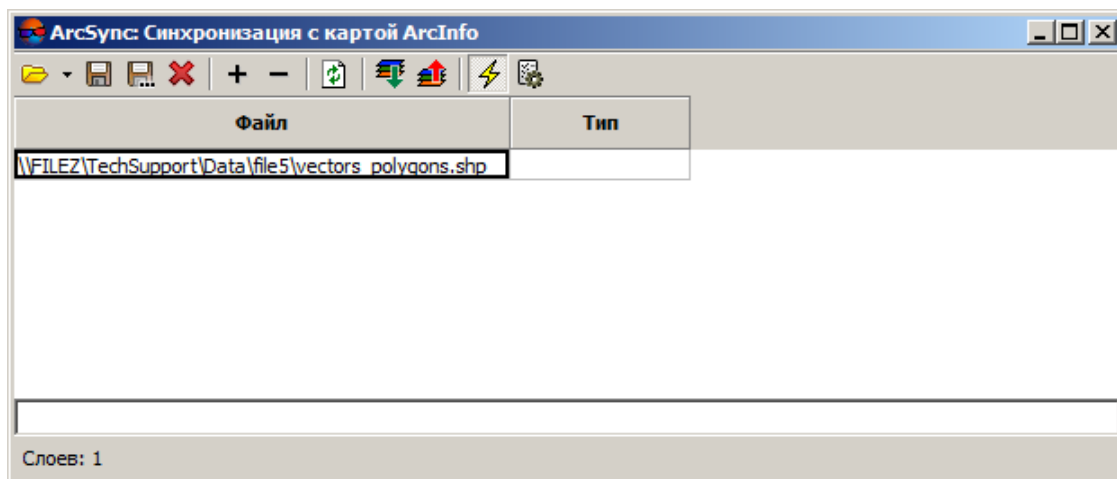 ArcSync: Синхронизация с картой ArcInfo
Файл Тип
\\FILEZ\TechSupport\Data\file5\vectors_polygons.shp
Слоев: 1